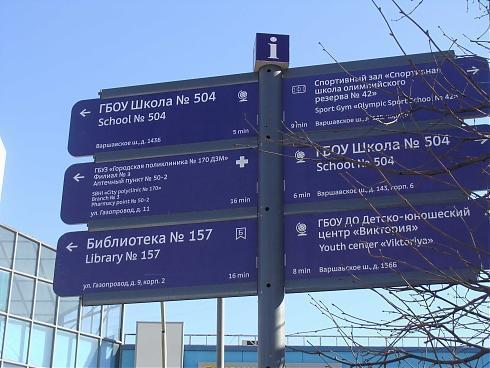 i
ГБОУ Школа № 504
School № 504
Варшавское ш., д. 143Б
5 min
ГБУЗ «Городская поликлиника № 170 ДЗМ»
Филиал № 3
Аптечный пункт № 50-2
SBHI «City polyclinic № 170»
Branch № 3
Pharmacy point № 50-2
ул. Газопровод, д. 11
16 min
Библиотека № 157
Library № 157
ул. Газопровод, д. 9, корп. 2
16 min
Спортивный зал «Спортивная
школа олимпийского
резерва № 42»
Sport Gym «Olympic Sport School № 42»
Варшавское
9 min
ГБОУ Школа № 504
School № 504
Варшавское ш., д. 143, корп. 6
6 min
ГБОУ ДО Детско-юношеский
центр «Виктория»
Youth center «Viktoriya»
Варшавское ш., д. 156Б
8 min